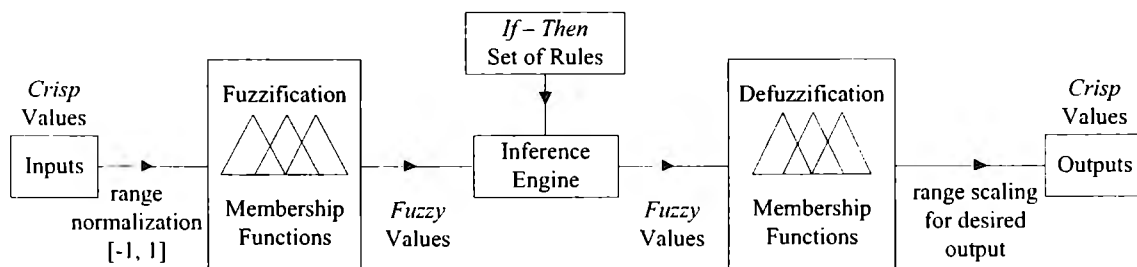 If – Then
Set of Rules
Crisp
Values
Inputs
range
normalization
[-1, 1]
Fuzzification
Membership
Functions
Fuzzy
Values
Inference
Engine
Fuzzy
Values
Defuzzification
Membership
Functions
range scaling
for desired
output
Crisp
Values
Outputs